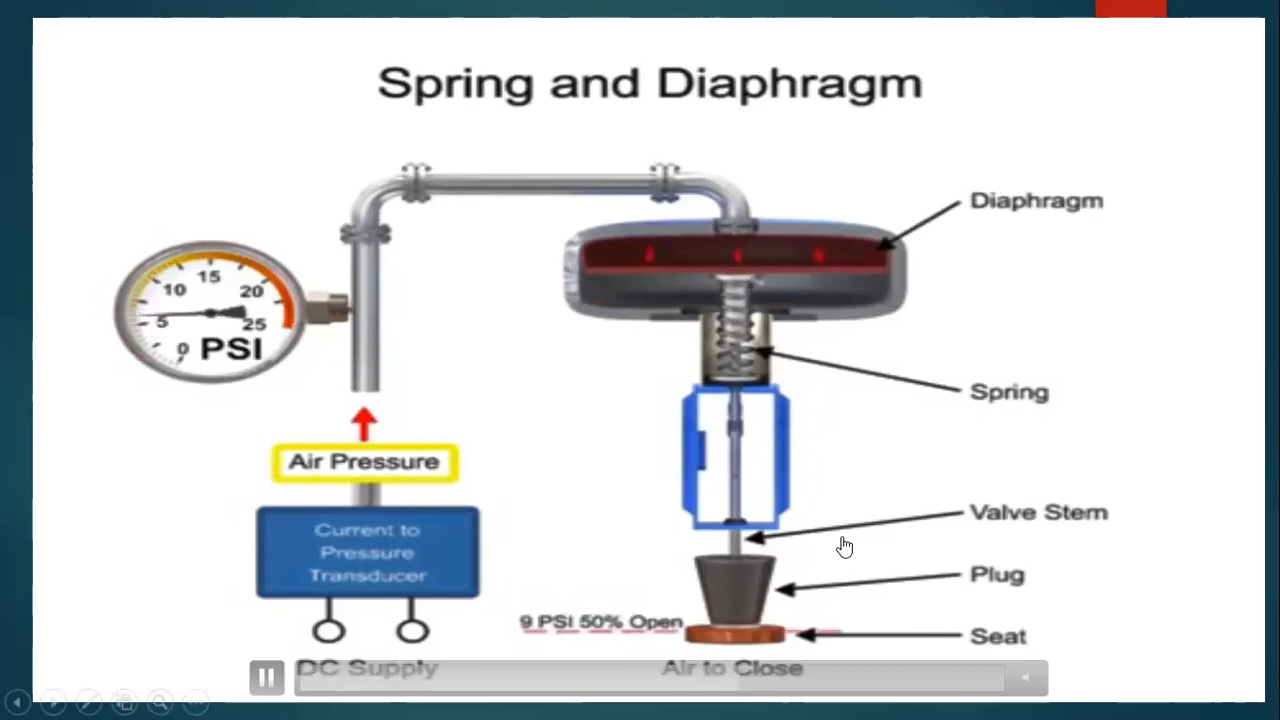 Spring and Diaphragm
Diaphragm
15
10
20
5
25
0
PSI
Spring
Air Pressure
Current to
Pressure
Transducer
Valve Stem
Plug
9 PSI 50% Open
Seat
DC Supply
Air to Close